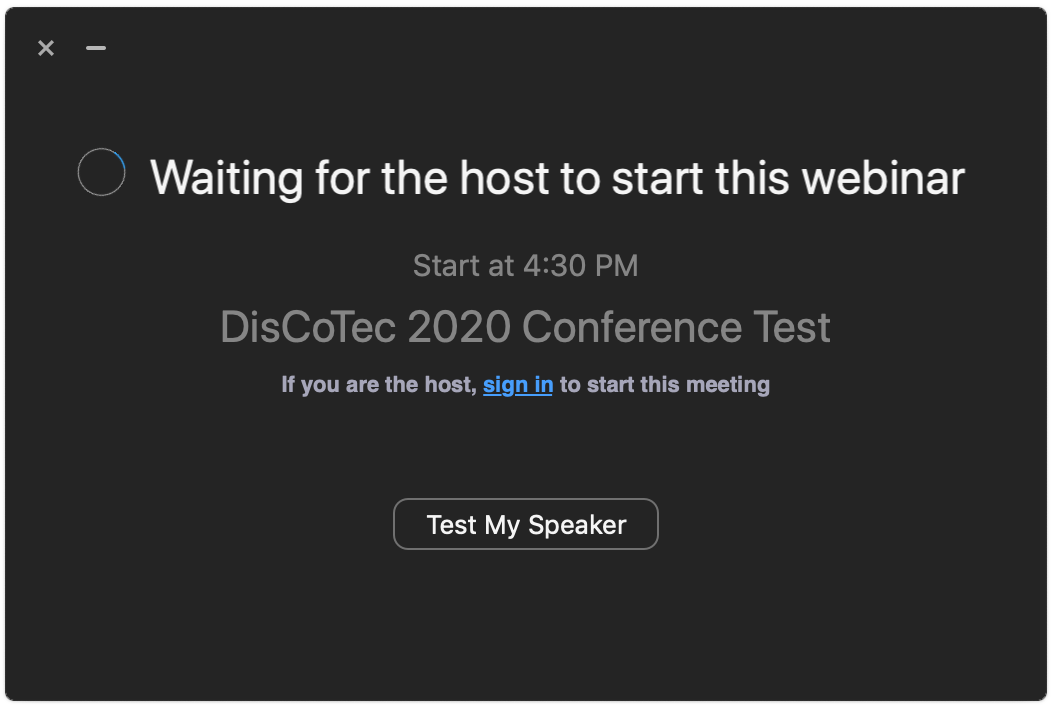 Waiting for the host to start this webinar
Start at 4:30 PM
DisCoTec 2020 Conference Test
If you are the host, sign in to start this meeting
Test My Speaker